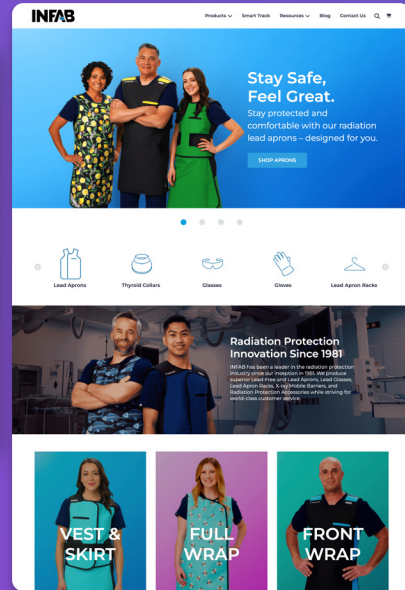 INFAB
Products Smart Track Resources Blog Contact Us
Stay Safe,
Feel Great.
Stay protected and
comfortable with our radiation
lead aprons – designed for you.
SHOP APRONS
Lead Aprons Thyroid Collars Glasses Gloves Lead Apron Racks
Radiation Protection
Innovation Since 1981
INFAB has been a leader in the radiation protection
industry since our inception in 1981. We produce
superior Lead-Free and Lead Aprons, Lead Glasses,
Lead Apron Racks, X-ray Mobile Barriers, and
Radiation Protection Accessories while striving for
world-class customer service.
VEST &
SKIRT
FULL
WRAP
FRONT
WRAP